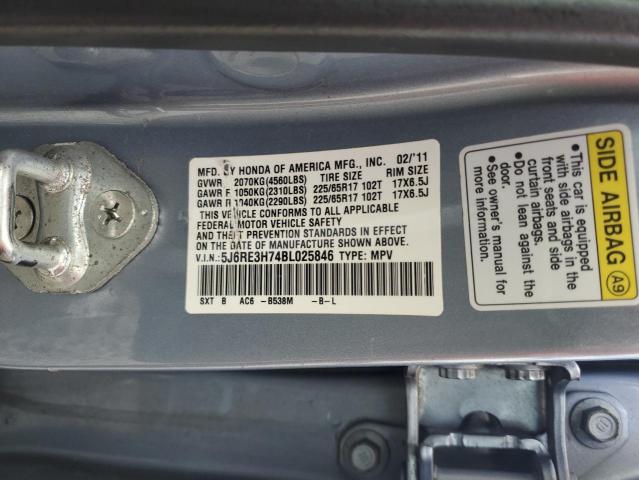 MFD. BY HONDA OF AMERICA MFG., INC. 02/'11
GVWR 2070KG(4560LBS) TIRE SIZE RIM SIZE
GAWR F 1050KG(2310LBS) 225/65R17 102T 17X6.5J
GAWR R 1040KG(2290LBS) 225/65R17 102T 17X6.5J
THIS VEHICLE CONFORMS TO ALL APPLICABLE
FEDERAL MOTOR VEHICLE SAFETY
AND THEFT PREVENTION STANDARDS IN EFFECT
ON THE DATE OF MANUFACTURE SHOWN ABOVE.
V.I.N.: 5J6RE3H74BL025846 TYPE: MPV
SXT B AC6 -B538M -B-L
SIDE AIRBAG A9
•This car is equipped
with side airbags in the
front seats and side
curtain airbags.
•Do not lean against the
door.
•See owner's manual for
more information.